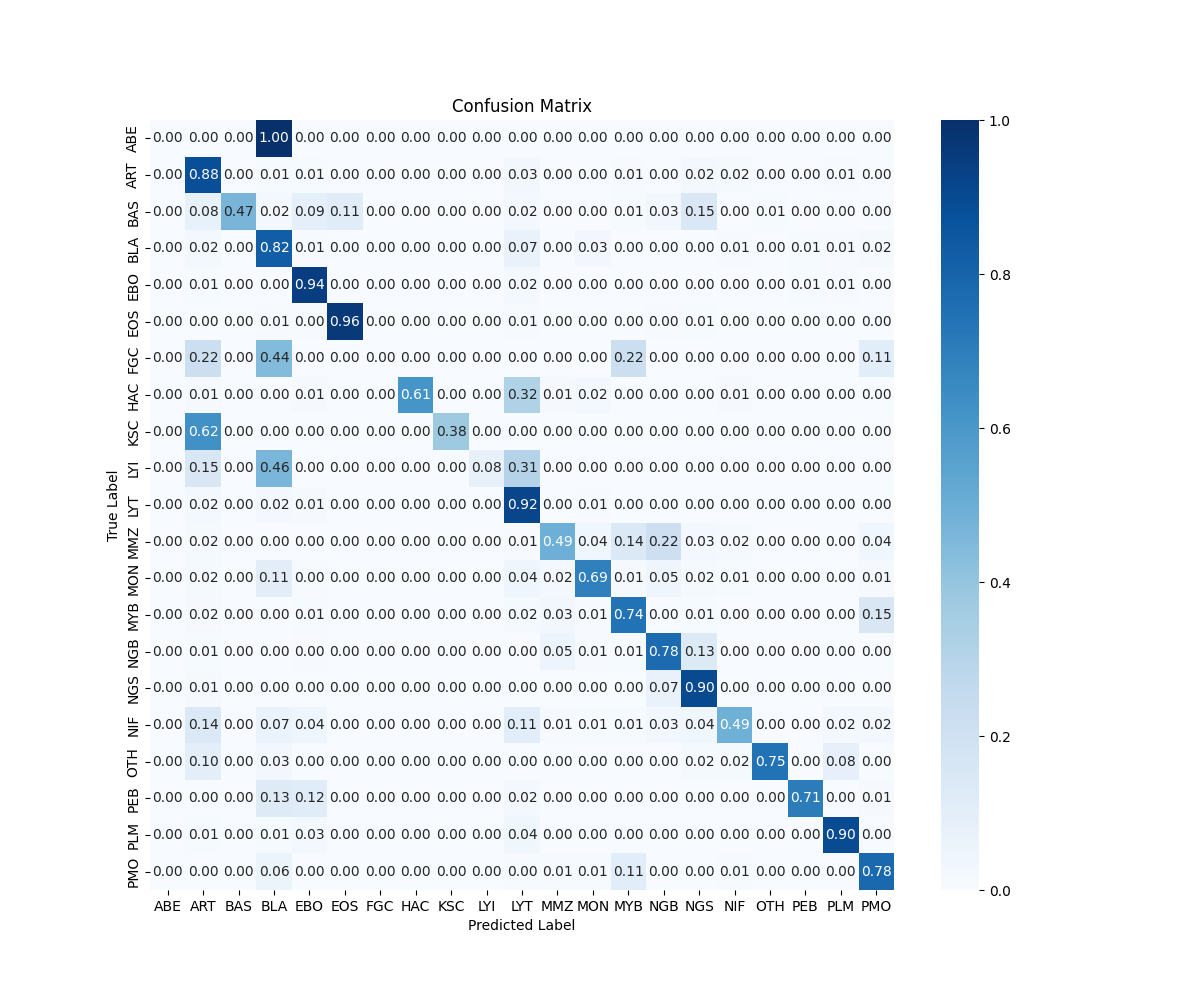 Confusion Matrix
ABE 0.00 0.00 0.00 1.00 0.00 0.00 0.00 0.00 0.00 0.00 0.00 0.00 0.00 0.00 0.00 0.00 0.00 0.00 0.00 0.00 0.00
ART 0.00 0.88 0.00 0.01 0.01 0.00 0.00 0.00 0.00 0.00 0.03 0.00 0.00 0.01 0.00 0.02 0.02 0.00 0.00 0.01 0.00
BAS 0.00 0.08 0.47 0.02 0.09 0.11 0.00 0.00 0.00 0.00 0.02 0.00 0.00 0.01 0.03 0.15 0.00 0.01 0.00 0.00 0.00
BLA 0.00 0.02 0.00 0.82 0.01 0.00 0.00 0.00 0.00 0.00 0.07 0.00 0.03 0.00 0.00 0.00 0.01 0.00 0.01 0.01 0.02
EBO 0.00 0.01 0.00 0.00 0.94 0.00 0.00 0.00 0.00 0.00 0.02 0.00 0.00 0.00 0.00 0.00 0.00 0.00 0.01 0.01 0.00
EOS 0.00 0.00 0.00 0.01 0.00 0.96 0.00 0.00 0.00 0.00 0.01 0.00 0.00 0.00 0.00 0.01 0.00 0.00 0.00 0.00 0.00
FGC 0.00 0.22 0.00 0.44 0.00 0.00 0.00 0.00 0.00 0.00 0.00 0.00 0.00 0.22 0.00 0.00 0.00 0.00 0.00 0.00 0.11
HAC 0.00 0.01 0.00 0.00 0.01 0.00 0.00 0.61 0.00 0.00 0.32 0.01 0.02 0.00 0.00 0.00 0.01 0.00 0.00 0.00 0.00
KSC 0.00 0.62 0.00 0.00 0.00 0.00 0.00 0.00 0.38 0.00 0.00 0.00 0.00 0.00 0.00 0.00 0.00 0.00 0.00 0.00 0.00
LYI 0.00 0.15 0.00 0.46 0.00 0.00 0.00 0.00 0.00 0.08 0.31 0.00 0.00 0.00 0.00 0.00 0.00 0.00 0.00 0.00 0.00
LYT 0.00 0.02 0.00 0.02 0.01 0.00 0.00 0.00 0.00 0.00 0.92 0.00 0.01 0.00 0.00 0.00 0.00 0.00 0.00 0.00 0.00
MMZ 0.00 0.02 0.00 0.00 0.00 0.00 0.00 0.00 0.00 0.00 0.01 0.49 0.04 0.14 0.22 0.03 0.02 0.00 0.00 0.00 0.04
MON 0.00 0.02 0.00 0.11 0.00 0.00 0.00 0.00 0.00 0.00 0.04 0.02 0.69 0.01 0.05 0.02 0.01 0.00 0.00 0.00 0.01
MYB 0.00 0.02 0.00 0.00 0.01 0.00 0.00 0.00 0.00 0.00 0.02 0.03 0.01 0.74 0.00 0.01 0.00 0.00 0.00 0.00 0.15
NGB 0.00 0.01 0.00 0.00 0.00 0.00 0.00 0.00 0.00 0.00 0.00 0.05 0.01 0.01 0.78 0.13 0.00 0.00 0.00 0.00 0.00
NGS 0.00 0.01 0.00 0.00 0.00 0.00 0.00 0.00 0.00 0.00 0.00 0.00 0.00 0.00 0.07 0.90 0.00 0.00 0.00 0.00 0.00
NIF 0.00 0.14 0.00 0.07 0.04 0.00 0.00 0.00 0.00 0.00 0.11 0.01 0.01 0.01 0.03 0.04 0.49 0.00 0.00 0.02 0.02
OTH 0.00 0.10 0.00 0.03 0.00 0.00 0.00 0.00 0.00 0.00 0.00 0.00 0.00 0.00 0.00 0.02 0.02 0.75 0.00 0.08 0.00
PEB 0.00 0.00 0.00 0.13 0.12 0.00 0.00 0.00 0.00 0.00 0.02 0.00 0.00 0.00 0.00 0.00 0.00 0.00 0.71 0.00 0.01
PLM 0.00 0.01 0.00 0.01 0.03 0.00 0.00 0.00 0.00 0.00 0.04 0.00 0.00 0.00 0.00 0.00 0.00 0.00 0.00 0.90 0.00
PMO 0.00 0.00 0.00 0.06 0.00 0.00 0.00 0.00 0.00 0.00 0.00 0.01 0.01 0.11 0.00 0.00 0.01 0.00 0.00 0.00 0.78
ABE ART BAS BLA EBO EOS FGC HAC KSC LYI LYT MMZ MON MYB NGB NGS NIF OTH PEB PLM PMO
Predicted Label
True Label
1.0
0.8
0.6
0.4
0.2
0.0